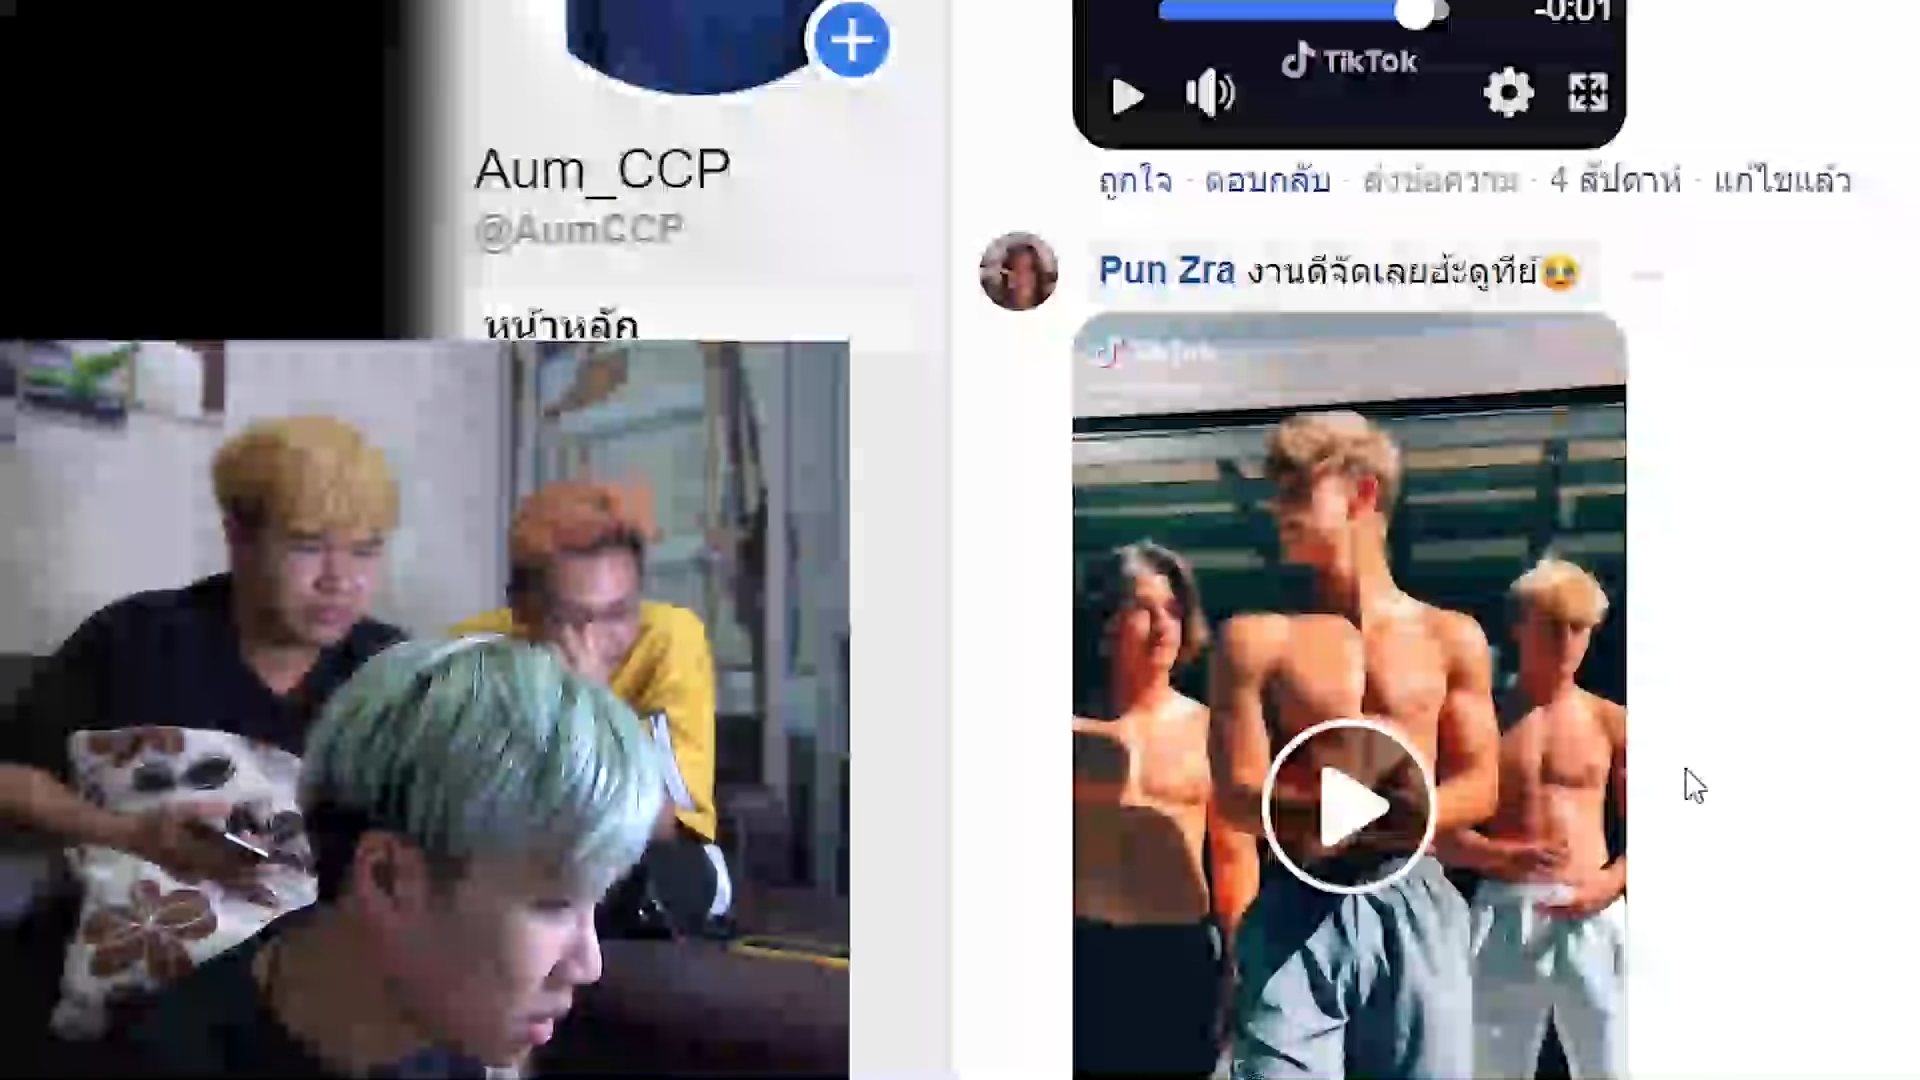 Aum_CCP
@AumCCP
หน้าหลัก
-0:01
TikTok
ถูกใจ · ตอบกลับ · ส่งข้อความ · 4 สัปดาห์ · แก้ไขแล้ว
Pun Zra งานดีจัดเลยฮ่ะดูทีย์🥺
TikTok